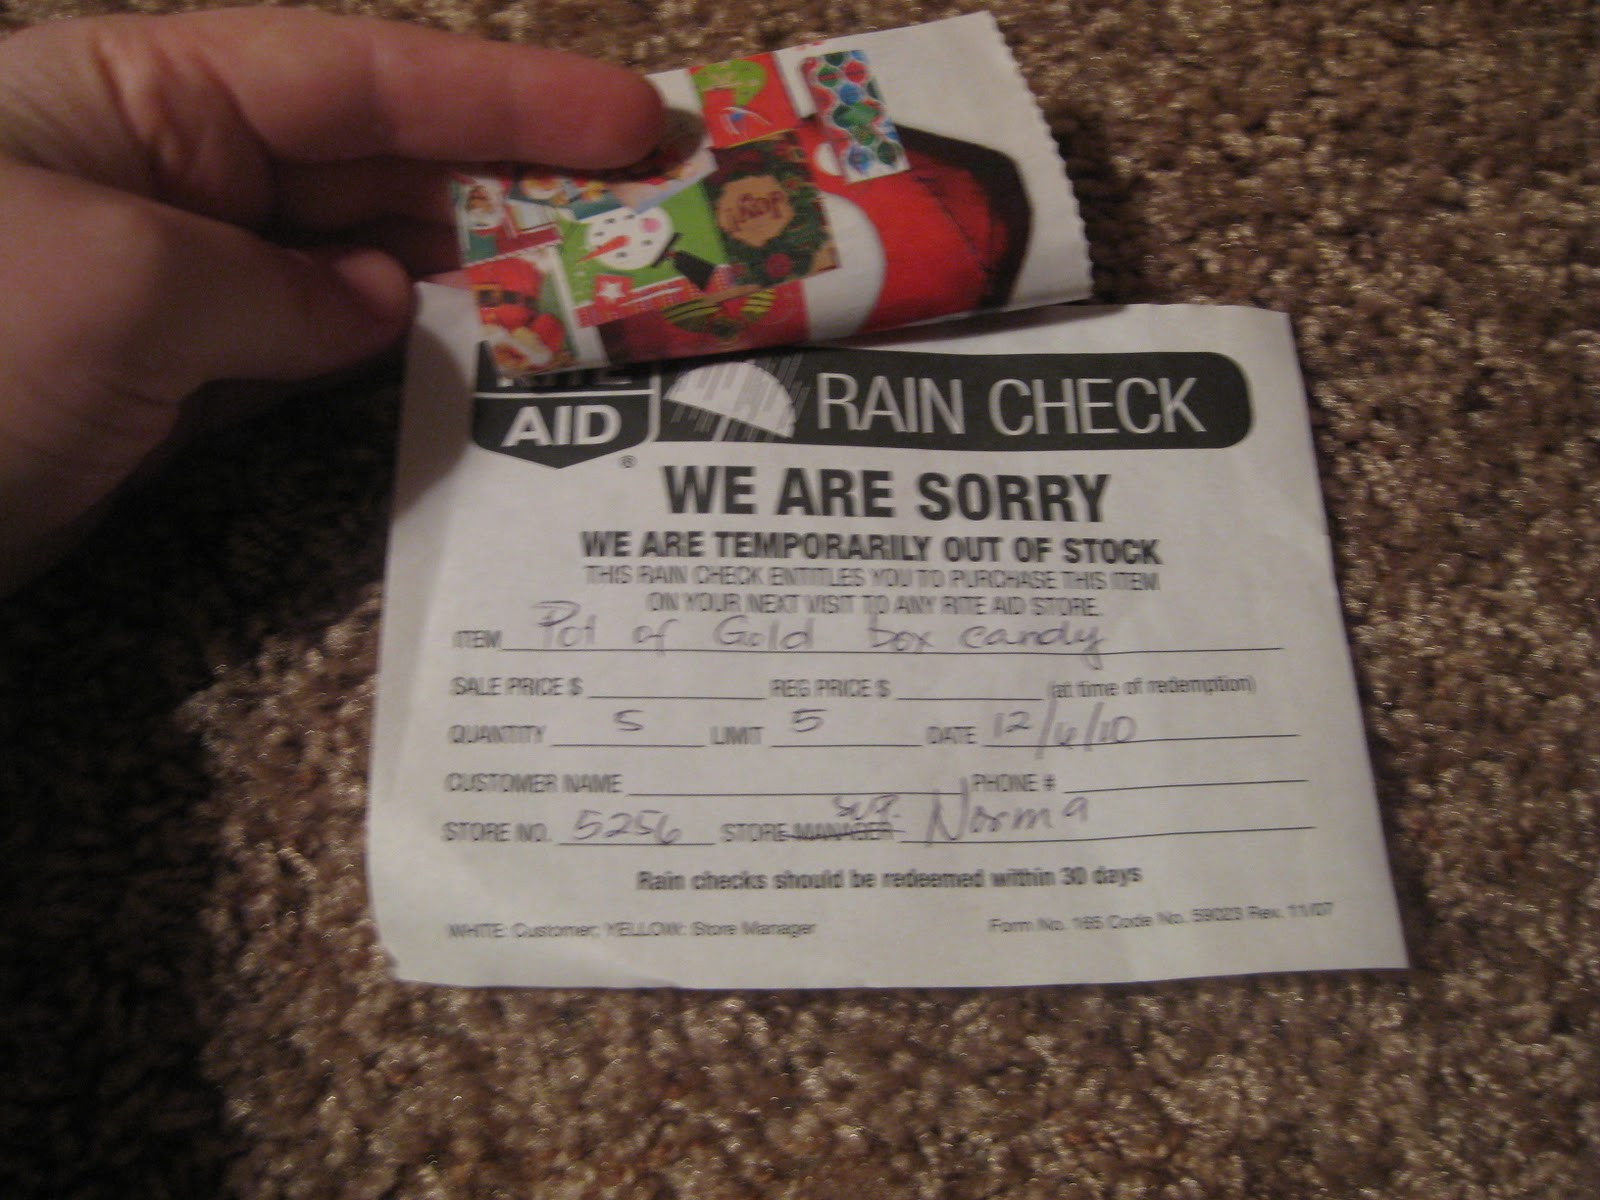 Joy
AID
®
RAIN CHECK
WE ARE SORRY
WE ARE TEMPORARILY OUT OF STOCK
THIS RAIN CHECK ENTITLES YOU TO PURCHASE THIS ITEM
ON YOUR NEXT VISIT TO ANY RITE AID STORE.
ITEM Pot of Gold box candy
SALE PRICE $ REG PRICE $ (at time of redemption)
QUANTITY 5 LIMIT 5 DATE 12/6/10
CUSTOMER NAME PHONE #
STORE NO. 5256 STORE MANAGER sup. Norma
Rain checks should be redeemed within 30 days
WHITE: Customer; YELLOW: Store Manager Form No. 165 Code No. 59023 Rev. 11/07